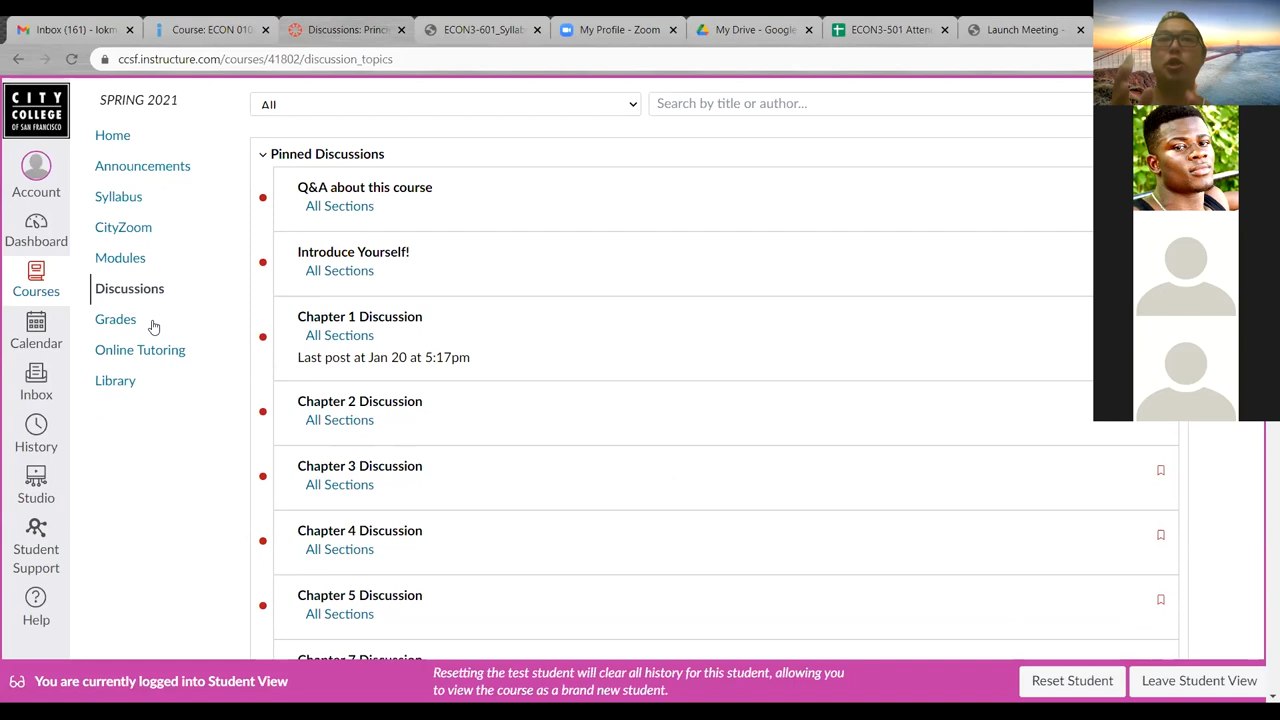 Inbox (161) - lokm
Course: ECON 010
Discussions: Princ
ECON3-601_Syllab
My Profile - Zoom
My Drive - Google
ECON3-501 Atten
Launch Meeting -
ccsf.instructure.com/courses/41802/discussion_topics
CITY
COLLEGE
OF SAN FRANCISCO
Account
Dashboard
Courses
Calendar
Inbox
History
Studio
Student
Support
Help
SPRING 2021
Home
Announcements
Syllabus
CityZoom
Modules
Discussions
Grades
Online Tutoring
Library
All
Search by title or author...
Pinned Discussions
Q&A about this course
All Sections
Introduce Yourself!
All Sections
Chapter 1 Discussion
All Sections
Last post at Jan 20 at 5:17pm
Chapter 2 Discussion
All Sections
Chapter 3 Discussion
All Sections
Chapter 4 Discussion
All Sections
Chapter 5 Discussion
All Sections
Chapter 7 Discussion
You are currently logged into Student View
Resetting the test student will clear all history for this student, allowing you
to view the course as a brand new student.
Reset Student
Leave Student View